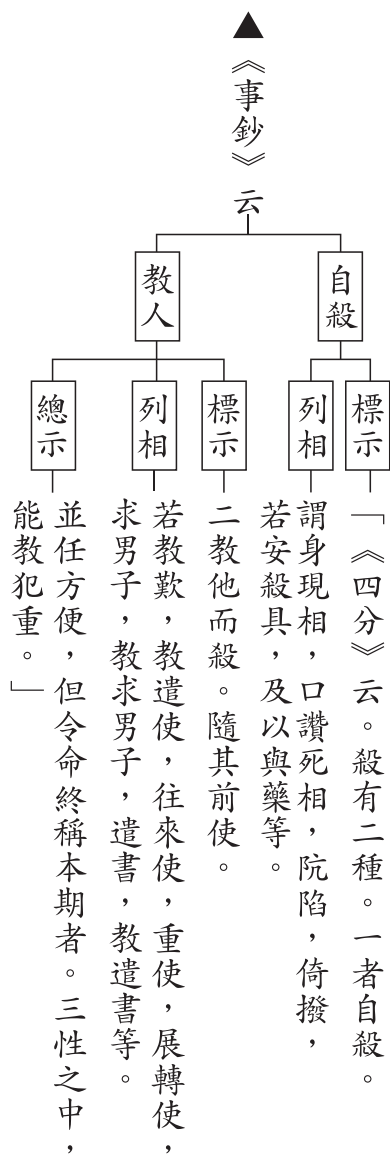 ▲《事鈔》云
自殺
標示
「《四分》云。殺有二種。一者自殺。
列相
謂身現相，口讚死相，阬陷，倚撥，
若安殺具，及以與藥等。
教人
標示
二教他而殺。隨其前使。
列相
若教歎，教遣使，往來使，重使，展轉使，
求男子，教求男子，遣書，教遣書等。
總示
並任方便，但令命終稱本期者。三性之中，
能教犯重。」